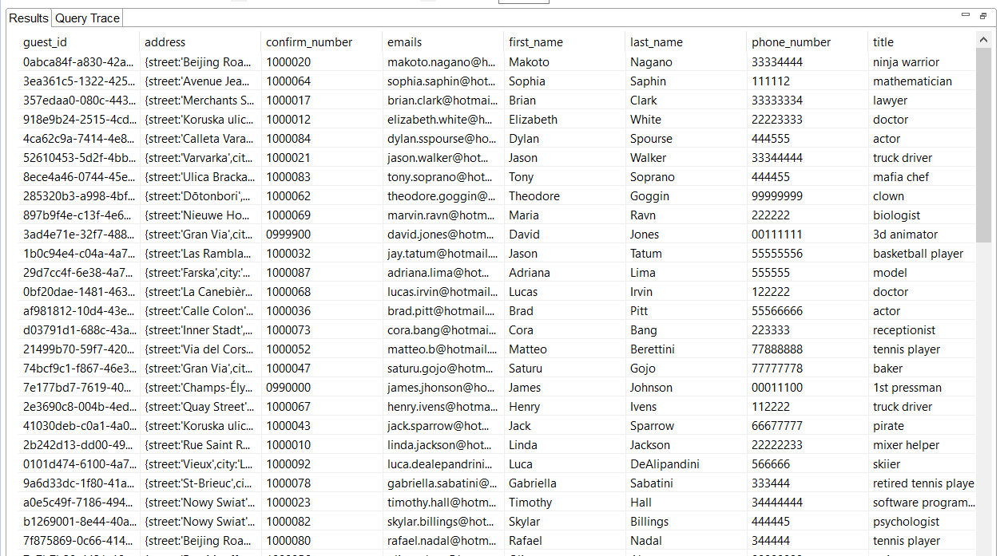 Results Query Trace
guest_id address confirm_number emails first_name last_name phone_number title
0abca84f-a830-42a... {street:'Beijing Roa... 1000020 makoto.nagano@h... Makoto Nagano 33334444 ninja warrior
3ea361c5-1322-425... {street:'Avenue Jea... 1000064 sophia.saphin@hot... Sophia Saphin 111112 mathematician
357edaa0-080c-443... {street:'Merchants S... 1000017 brian.clark@hotmai... Brian Clark 33333334 lawyer
918e9b24-2515-4cd... {street:'Koruska ulic... 1000012 elizabeth.white@h... Elizabeth White 22223333 doctor
4ca62c9a-7414-4e8... {street:'Calleta Vara... 1000084 dylan.sspourse@ho... Dylan Spourse 444555 actor
52610453-5d2f-4bb... {street:'Varvarka',cit... 1000021 jason.walker@hot... Jason Walker 33344444 truck driver
8ece4a46-0744-45e... {street:'Ulica Bracka... 1000083 tony.soprano@hot... Tony Soprano 444455 mafia chef
285320b3-a998-4bf... {street:'Dōtonbori',... 1000062 theodore.goggin@... Theodore Goggin 99999999 clown
897b9f4e-c13f-4e6... {street:'Nieuwe Ho... 1000069 marvin.ravn@hotm... Maria Ravn 222222 biologist
3ad4e71e-32f7-488... {street:'Gran Via',cit... 0999900 david.jones@hotm... David Jones 00111111 3d animator
1b0c94e4-c04a-4a7... {street:'Las Rambla... 1000032 jay.tatum@hotmail.... Jason Tatum 55555556 basketball player
29d7cc4f-6e38-4a7... {street:'Farska',city:'... 1000087 adriana.lima@hot... Adriana Lima 555555 model
0bf20dae-1481-463... {street:'La Canebièr... 1000068 lucas.irvin@hotmail... Lucas Irvin 122222 doctor
af981812-10d4-43e... {street:'Calle Colon'... 1000036 brad.pitt@hotmail.... Brad Pitt 55566666 actor
d03791d1-688c-43a... {street:'Inner Stadt',... 1000073 cora.bang@hotmai... Cora Bang 223333 receptionist
21499b70-59f7-420... {street:'Via del Cors... 1000052 matteo.b@hotmail.... Matteo Berettini 77888888 tennis player
74bcf9c1-f867-46e3... {street:'Gran Via',cit... 1000047 saturu.gojo@hotm... Saturu Gojo 77777778 baker
7e177bd7-7619-40... {street:'Champs-Ély... 0990000 james.jhonson@ho... James Johnson 00011100 1st pressman
2e3690c8-004b-4ed... {street:'Quay Street'... 1000067 henry.ivens@hotma... Henry Ivens 112222 truck driver
41030deb-c0a1-4a0... {street:'Koruska ulic... 1000043 jack.sparrow@hot... Jack Sparrow 66677777 pirate
2b242d13-dd00-49... {street:'Rue Saint R... 1000010 linda.jackson@hot... Linda Jackson 22222233 mixer helper
0101d474-6100-4a7... {street:'Vieux',city:'L... 1000092 luca.dealepandrini... Luca DeAlipandini 566666 skiier
9a6d33dc-1f80-41a... {street:'St-Brieuc',ci... 1000078 gabriella.sabatini@... Gabriella Sabatini 333444 retired tennis playe
a0e5c49f-7186-494... {street:'Nowy Swiat'... 1000023 timothy.hall@hotm... Timothy Hall 34444444 software program...
b1269001-8e44-40a... {street:'Nowy Swiat'... 1000082 skylar.billings@hot... Skylar Billings 444445 psychologist
7f875869-0c66-414... {street:'Beijing Roa... 1000080 rafael.nadal@hotm... Rafael Nadal 344444 tennis player